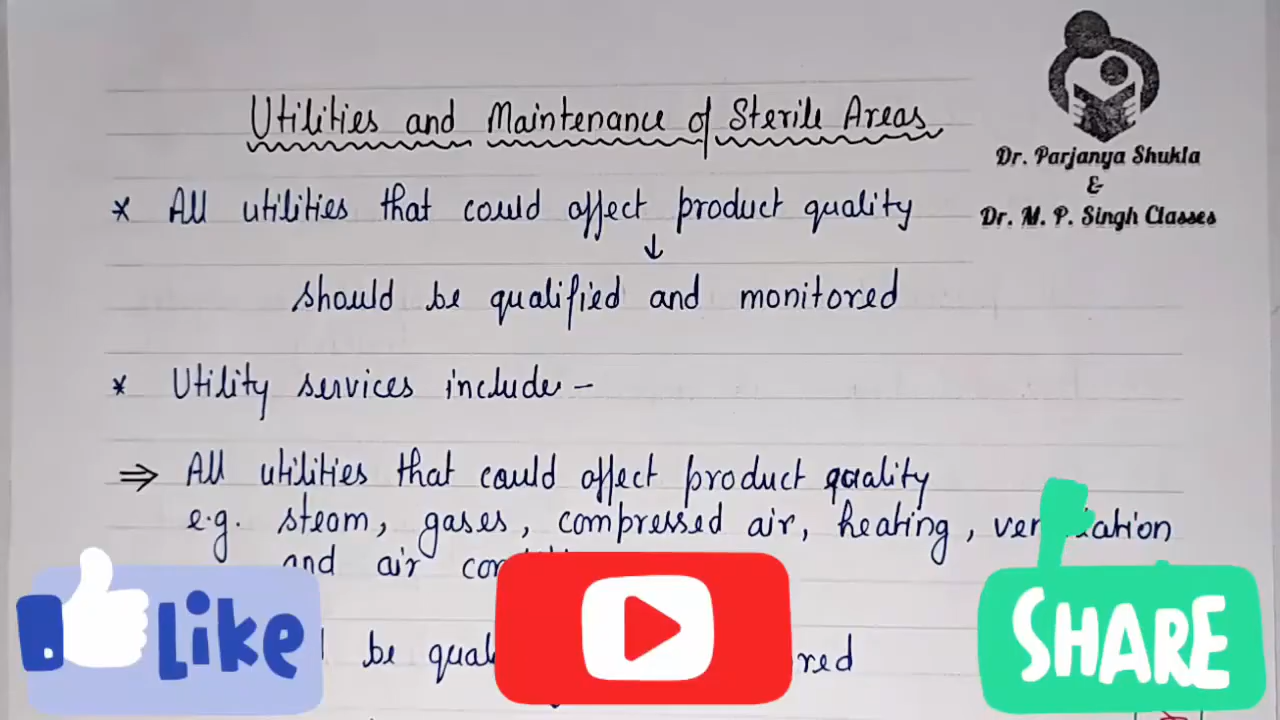 Utilities and Maintenance of Sterile Areas
Dr. Parjanya Shukla
&
Dr. M. P. Singh Classes
* All utilities that could affect product quality
↓
should be qualified and monitored
* Utility services include -
⇒ All utilities that could affect product quality
e.g. steam, gases, compressed air, heating,
and air
be
Like
SHARE